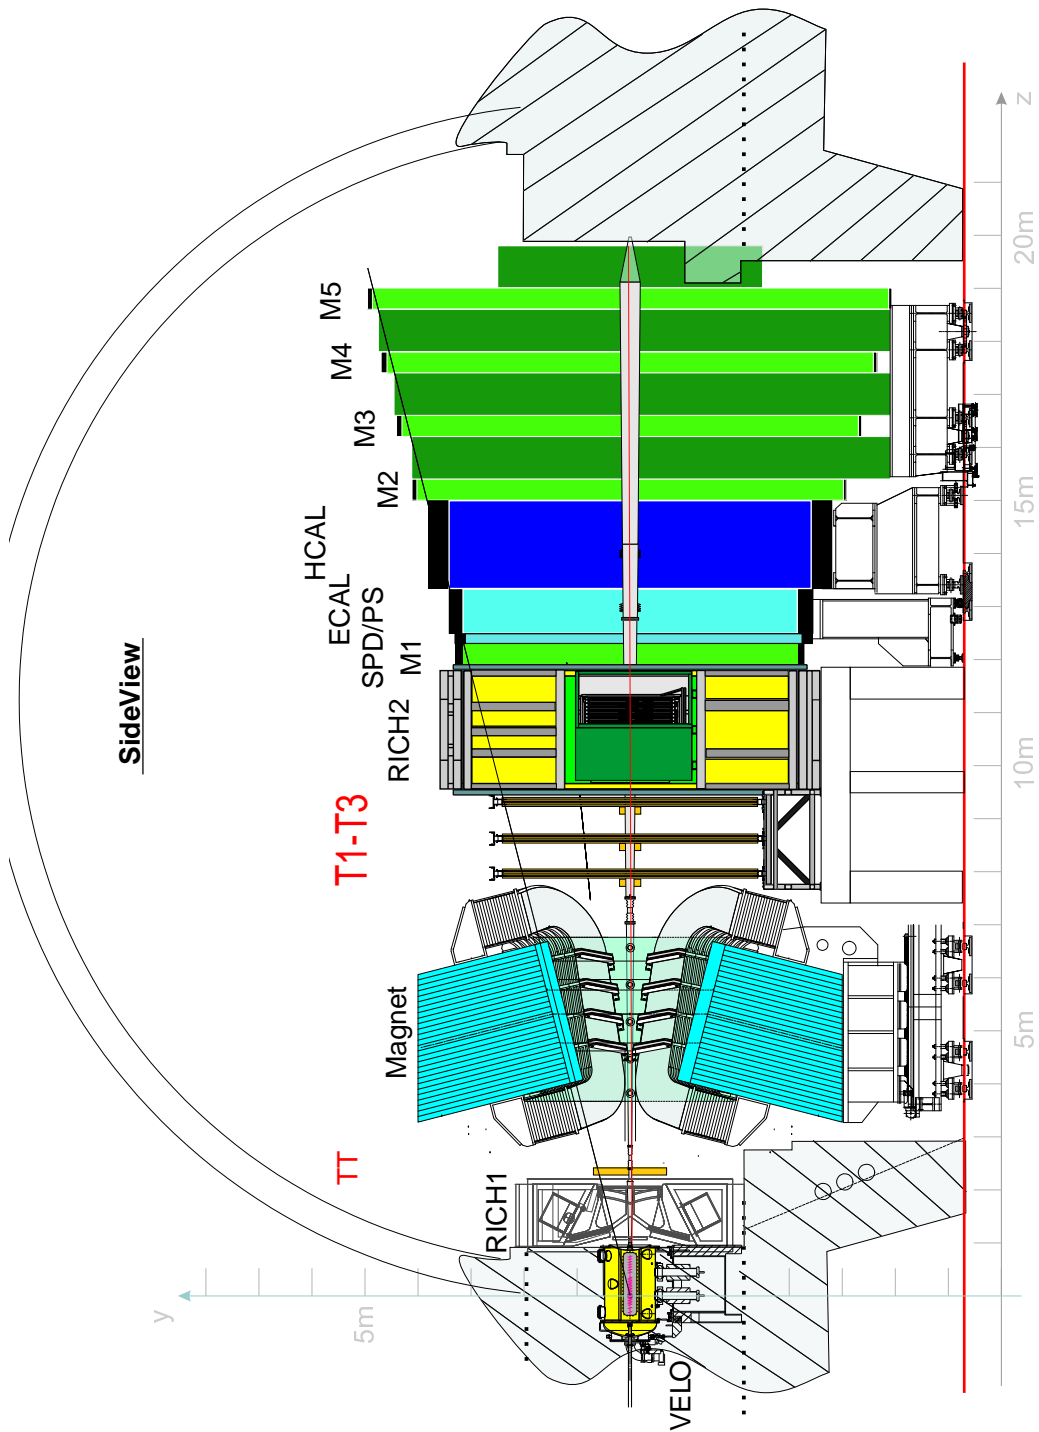 SideView
y
5m
VELO
RICH1
TT
Magnet
T1-T3
RICH2
M1
SPD/PS
ECAL
HCAL
M2
M3
M4
M5
5m
10m
15m
20m
z